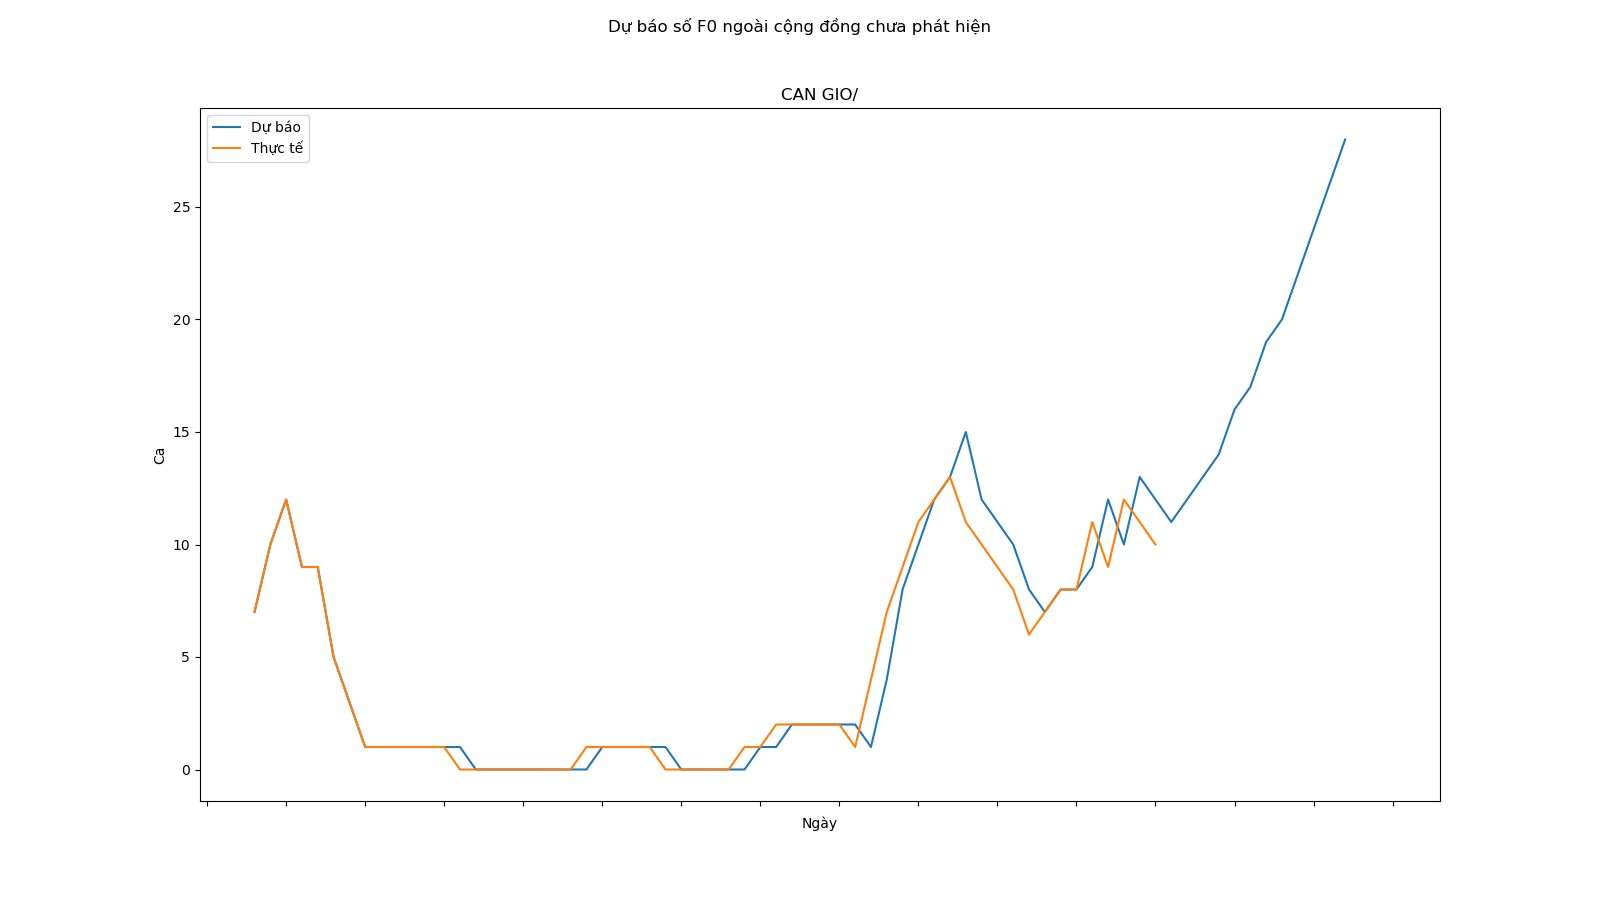 Dự báo số F0 ngoài cộng đồng chưa phát hiện
CAN GIO/
Dự báo
Thực tế
25
20
15
10
5
0
Ca
Ngày